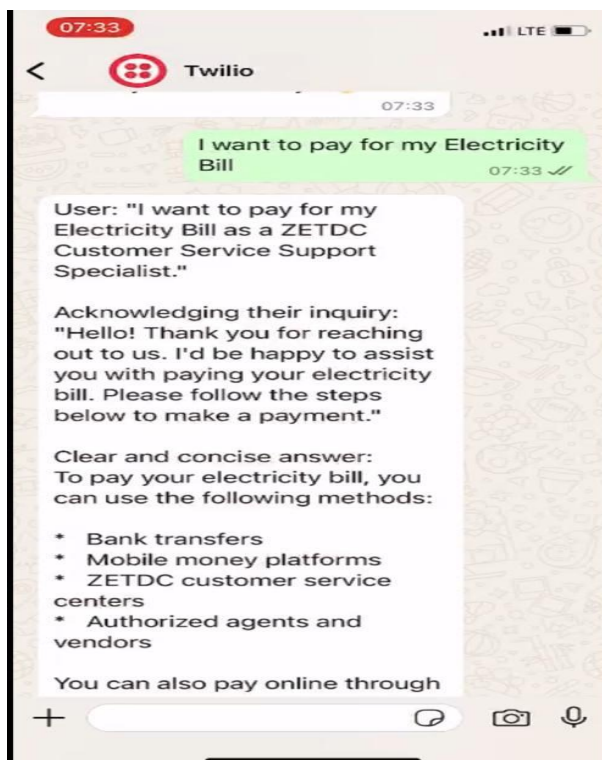 07:33
LTE
Twilio
07:33
I want to pay for my Electricity
Bill
07:33
User: "I want to pay for my
Electricity Bill as a ZETDC
Customer Service Support
Specialist."
Acknowledging their inquiry:
"Hello! Thank you for reaching
out to us. I'd be happy to assist
you with paying your electricity
bill. Please follow the steps
below to make a payment."
Clear and concise answer:
To pay your electricity bill, you
can use the following methods:
* Bank transfers
* Mobile money platforms
* ZETDC customer service
centers
* Authorized agents and
vendors
You can also pay online through